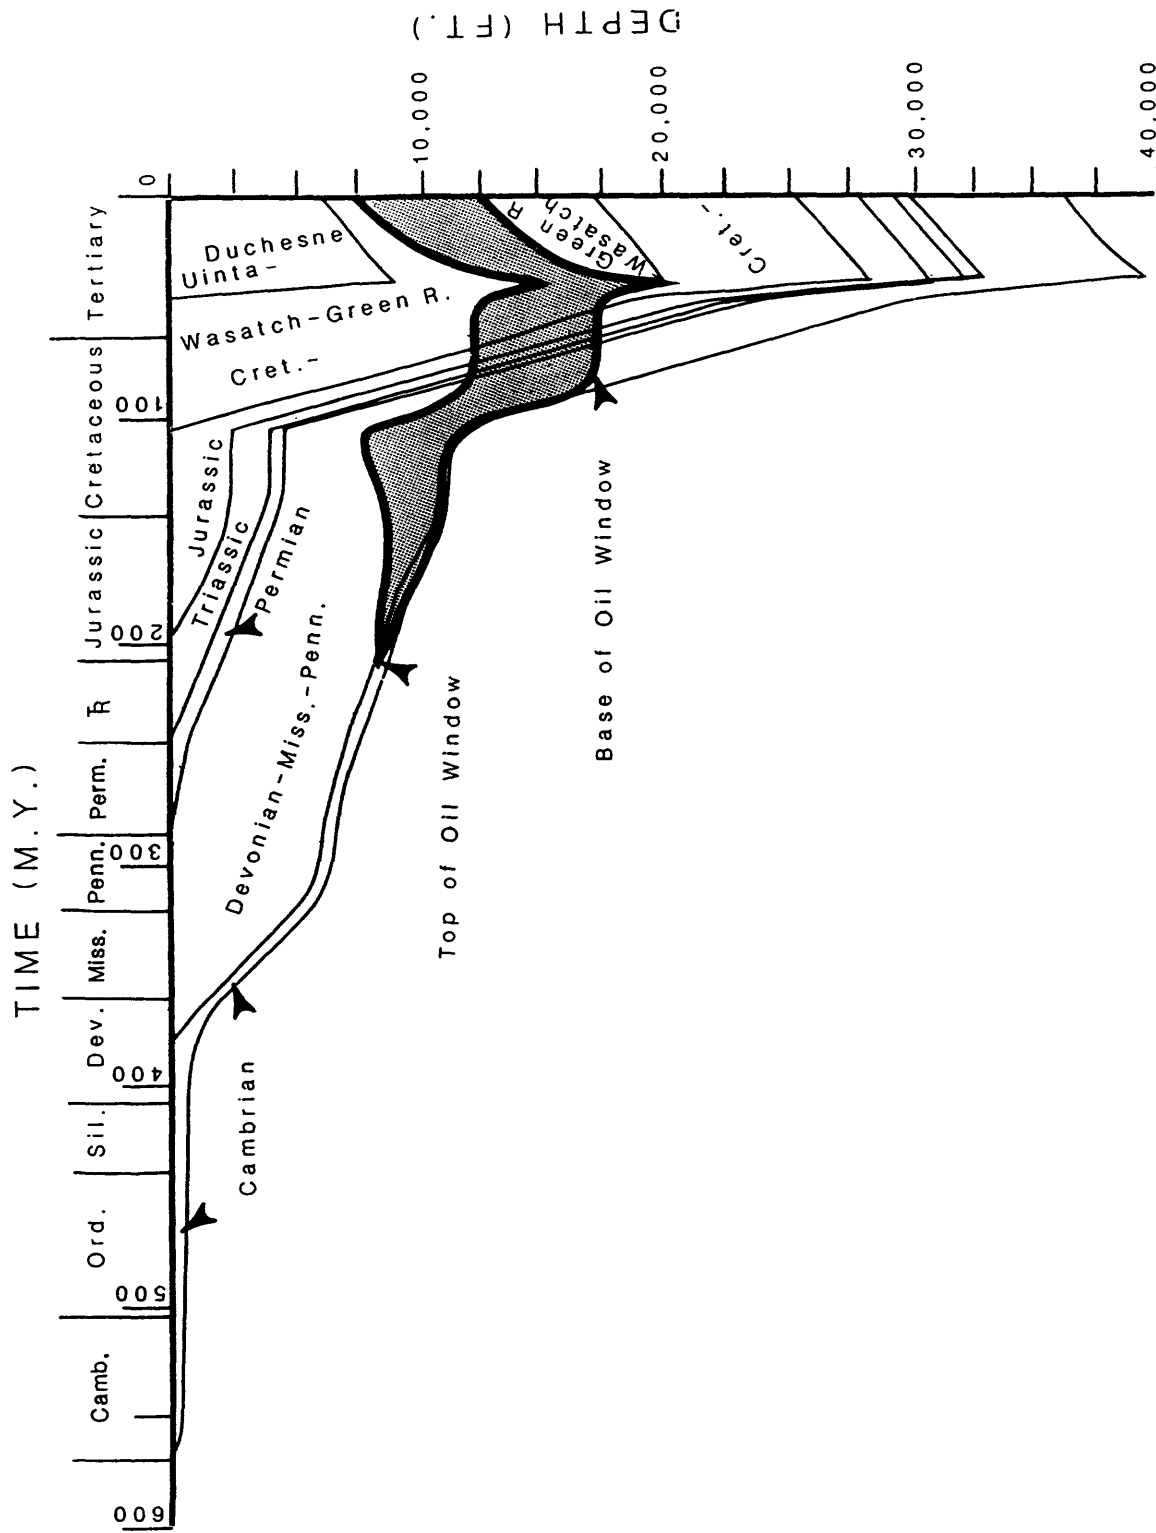 TIME (M.Y.)
600
500
400
300
200
100
0
Camb.
Ord.
Sil.
Dev.
Miss.
Penn.
Perm.
TR
Jurassic
Cretaceous
Tertiary
DEPTH (FT.)
10,000
20,000
30,000
40,000
Uinta-
Duchesne
Wasatch-Green R.
Cret.-
Jurassic
Triassic
Permian
Devonian-Miss.-Penn.
Cambrian
Top of Oil Window
Base of Oil Window
Wasatch
Green R
Cret.-